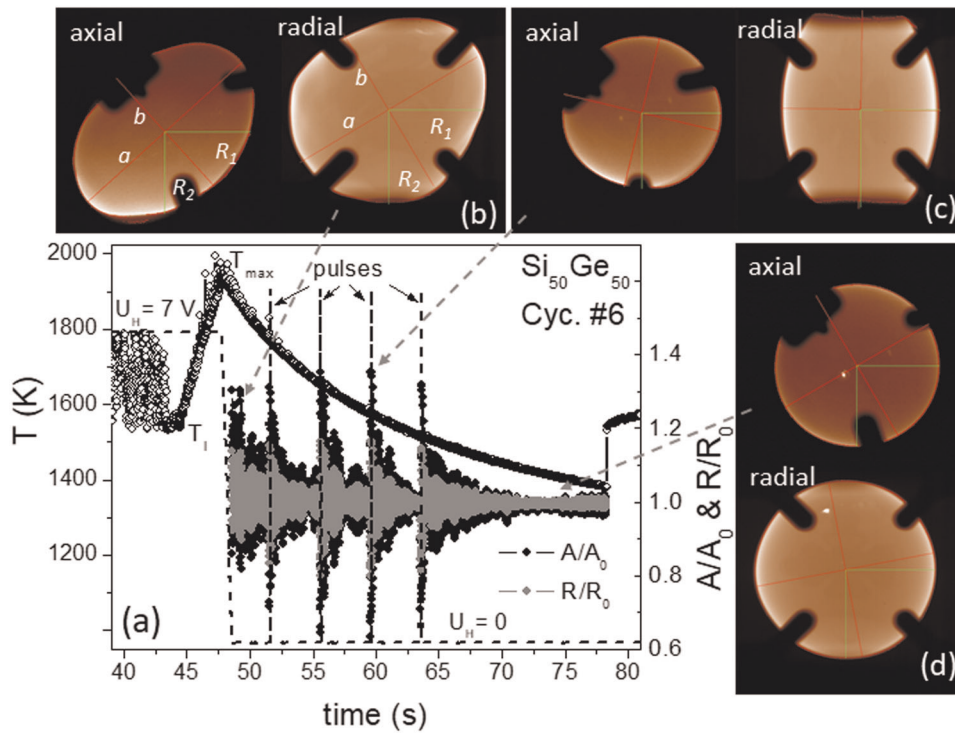 axial
radial
b
a
R1
R2
b
a
R1
R2
(b)
axial
radial
(c)
axial
radial
(d)
2000
1800
1600
1400
1200
T (K)
Tmax
pulses
Si50Ge50
Cyc. #6
UH = 7 V
TI
A/A0
R/R0
UH = 0
(a)
1.4
1.2
1.0
0.8
0.6
A/A0 & R/R0
40 45 50 55 60 65 70 75 80
time (s)